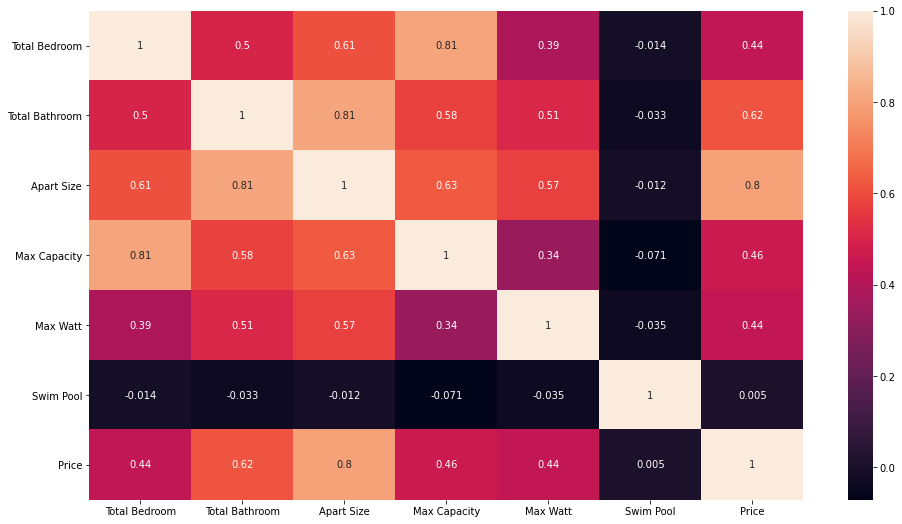 Total Bedroom 1 0.5 0.61 0.81 0.39 -0.014 0.44
Total Bathroom 0.5 1 0.81 0.58 0.51 -0.033 0.62
Apart Size 0.61 0.81 1 0.63 0.57 -0.012 0.8
Max Capacity 0.81 0.58 0.63 1 0.34 -0.071 0.46
Max Watt 0.39 0.51 0.57 0.34 1 -0.035 0.44
Swim Pool -0.014 -0.033 -0.012 -0.071 -0.035 1 0.005
Price 0.44 0.62 0.8 0.46 0.44 0.005 1
Total Bedroom Total Bathroom Apart Size Max Capacity Max Watt Swim Pool Price
1.0
0.8
0.6
0.4
0.2
0.0